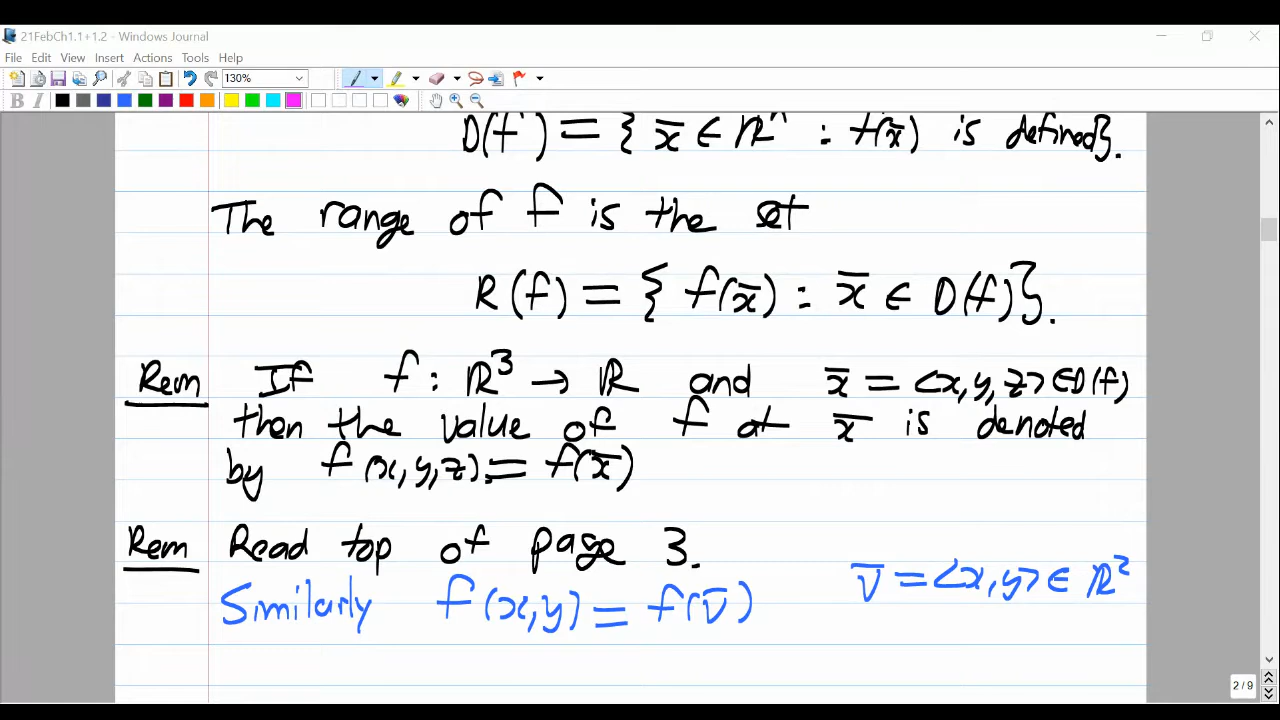 21FebCh1.1+1.2 - Windows Journal
File Edit View Insert Actions Tools Help
130%
B I
D(f) = { x̄ ∈ ℝⁿ : f(x̄) is defined}.
The range of f is the set
R(f) = { f(x̄) : x̄ ∈ D(f)}.
Rem If f : ℝ³ → ℝ and x̄ = <x,y,z> ∈ D(f)
then the value of f at x̄ is denoted
by f(x,y,z) = f(x̄)
Rem Read top of page 3.
v̄ = <x,y> ∈ ℝ²
Similarly f(x,y) = f(v̄)
2 / 9